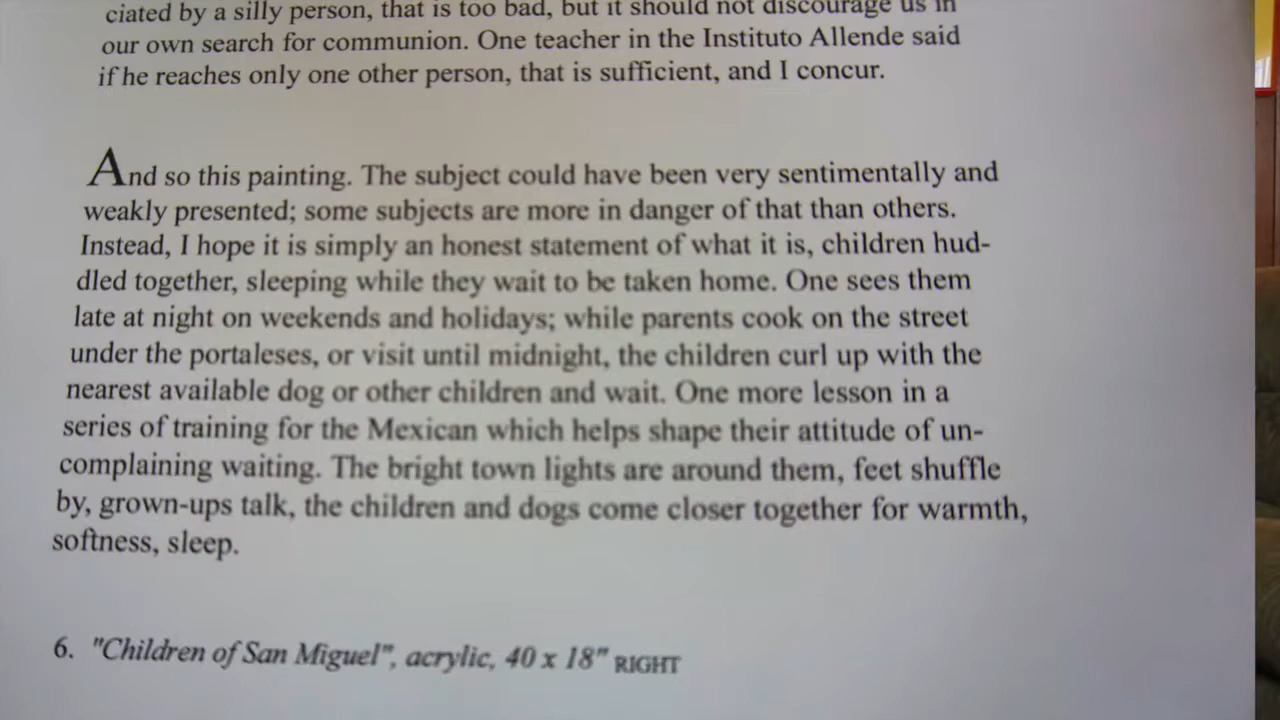 ciated by a silly person, that is too bad, but it should not discourage us in
our own search for communion. One teacher in the Instituto Allende said
if he reaches only one other person, that is sufficient, and I concur.
And so this painting. The subject could have been very sentimentally and
weakly presented; some subjects are more in danger of that than others.
Instead, I hope it is simply an honest statement of what it is, children hud-
dled together, sleeping while they wait to be taken home. One sees them
late at night on weekends and holidays; while parents cook on the street
under the portaleses, or visit until midnight, the children curl up with the
nearest available dog or other children and wait. One more lesson in a
series of training for the Mexican which helps shape their attitude of un-
complaining waiting. The bright town lights are around them, feet shuffle
by, grown-ups talk, the children and dogs come closer together for warmth,
softness, sleep.
6. "Children of San Miguel", acrylic, 40 x 18" RIGHT